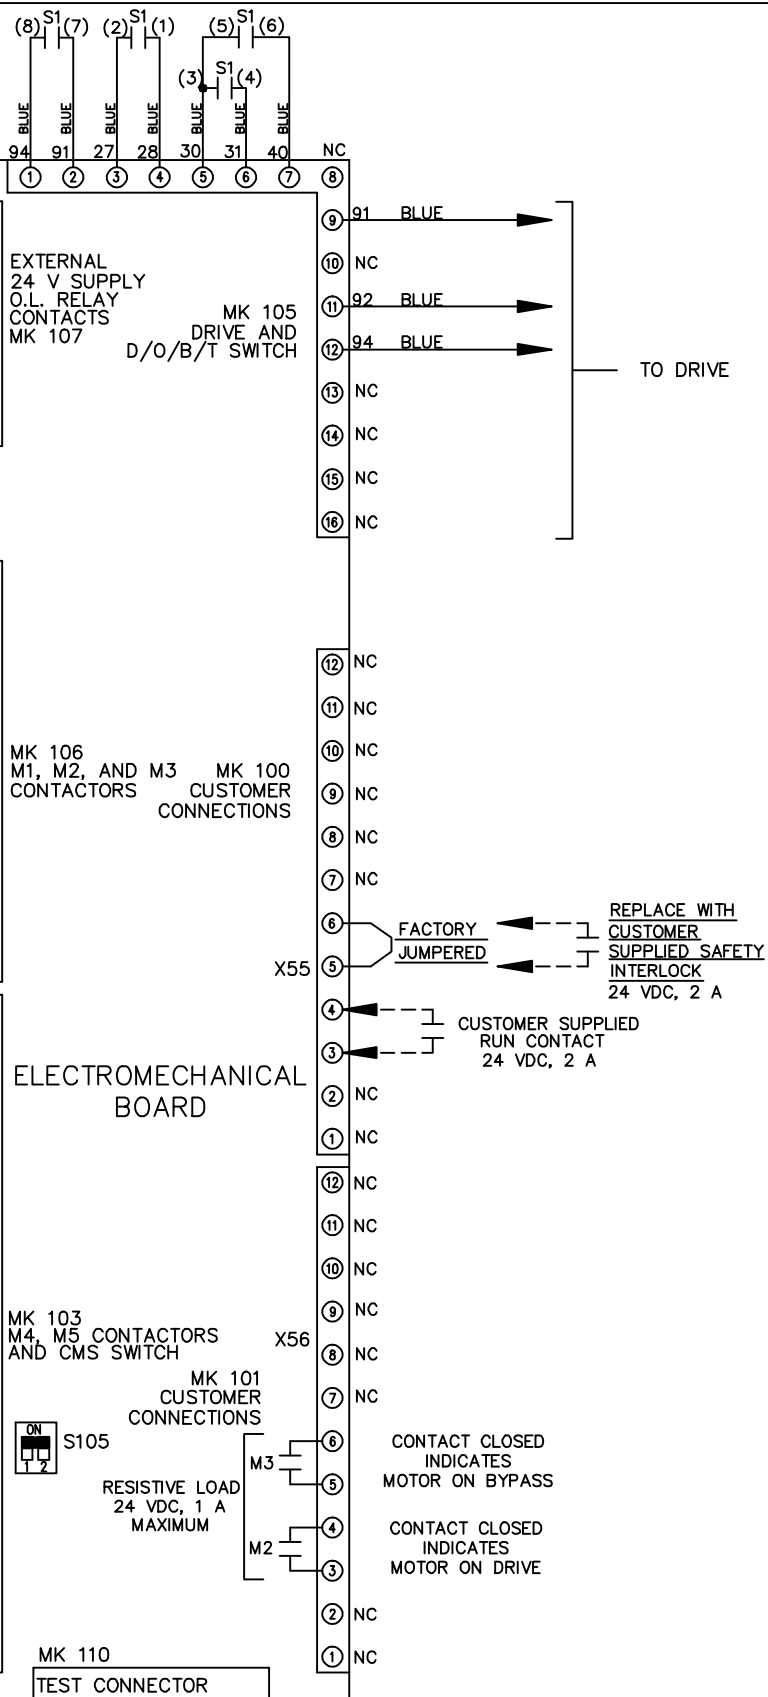 S1 S1 S1
(8) (7) (2) (1) (5) (6)
S1
(3) (4)
BLUE BLUE BLUE BLUE BLUE BLUE BLUE
94 91 27 28 30 31 40 NC
1 2 3 4 5 6 7 8
9 91 BLUE
10 NC
11 92 BLUE
12 94 BLUE
13 NC
14 NC
15 NC
16 NC
EXTERNAL
24 V SUPPLY
O.L. RELAY
CONTACTS
MK 107
MK 105
DRIVE AND
D/O/B/T SWITCH
TO DRIVE
12 NC
11 NC
10 NC
9 NC
8 NC
7 NC
6
5
4
3
2 NC
1 NC
MK 106
M1, M2, AND M3
CONTACTORS
MK 100
CUSTOMER
CONNECTIONS
FACTORY
JUMPERED
REPLACE WITH
CUSTOMER
SUPPLIED SAFETY
INTERLOCK
24 VDC, 2 A
X55
CUSTOMER SUPPLIED
RUN CONTACT
24 VDC, 2 A
ELECTROMECHANICAL
BOARD
12 NC
11 NC
10 NC
9 NC
8 NC
7 NC
6
5
4
3
2 NC
1 NC
MK 103
M4, M5 CONTACTORS
AND CMS SWITCH
X56
MK 101
CUSTOMER
CONNECTIONS
ON
1 2
S105
M3
RESISTIVE LOAD
24 VDC, 1 A
MAXIMUM
M2
CONTACT CLOSED
INDICATES
MOTOR ON BYPASS
CONTACT CLOSED
INDICATES
MOTOR ON DRIVE
MK 110
TEST CONNECTOR